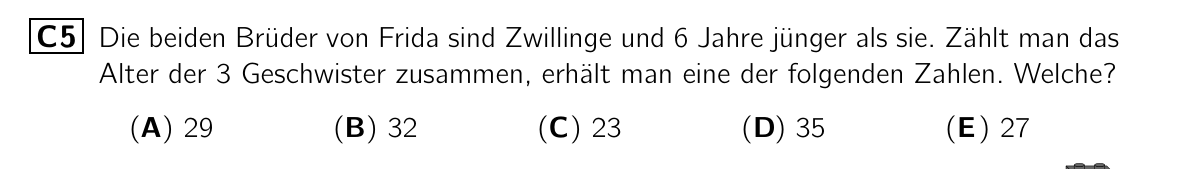 C5 Die beiden Brüder von Frida sind Zwillinge und 6 Jahre jünger als sie. Zählt man das
Alter der 3 Geschwister zusammen, erhält man eine der folgenden Zahlen. Welche?
(A) 29 (B) 32 (C) 23 (D) 35 (E) 27